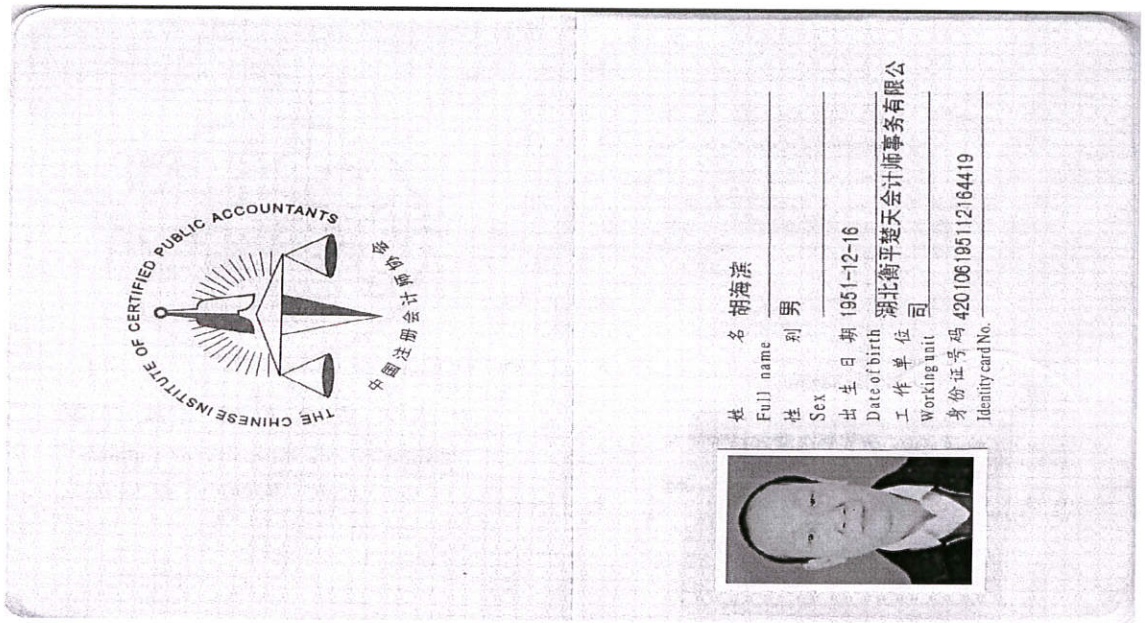 THE CHINESE INSTITUTE OF CERTIFIED PUBLIC ACCOUNTANTS
中國注册会计师协会
姓 名 胡海滨
Full name
性 别 男
Sex
出生日期 1951-12-16
Date of birth
工作单位 湖北衡平楚天会计师事务有限公
Working unit 司
身份证号码 420106195112164419
Identity card No.